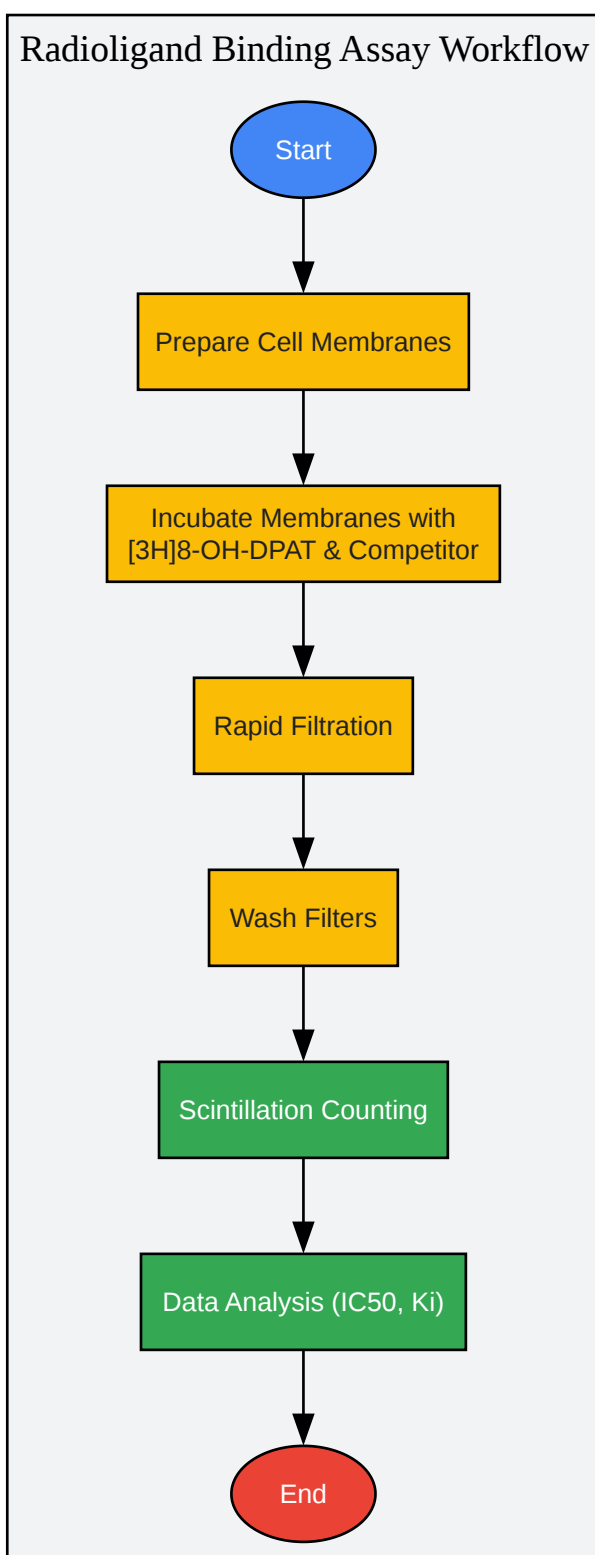 Radioligand Binding Assay Workflow
Start
Prepare Cell Membranes
Incubate Membranes with
[3H]8-OH-DPAT & Competitor
Rapid Filtration
Wash Filters
Scintillation Counting
Data Analysis (IC50, Ki)
End